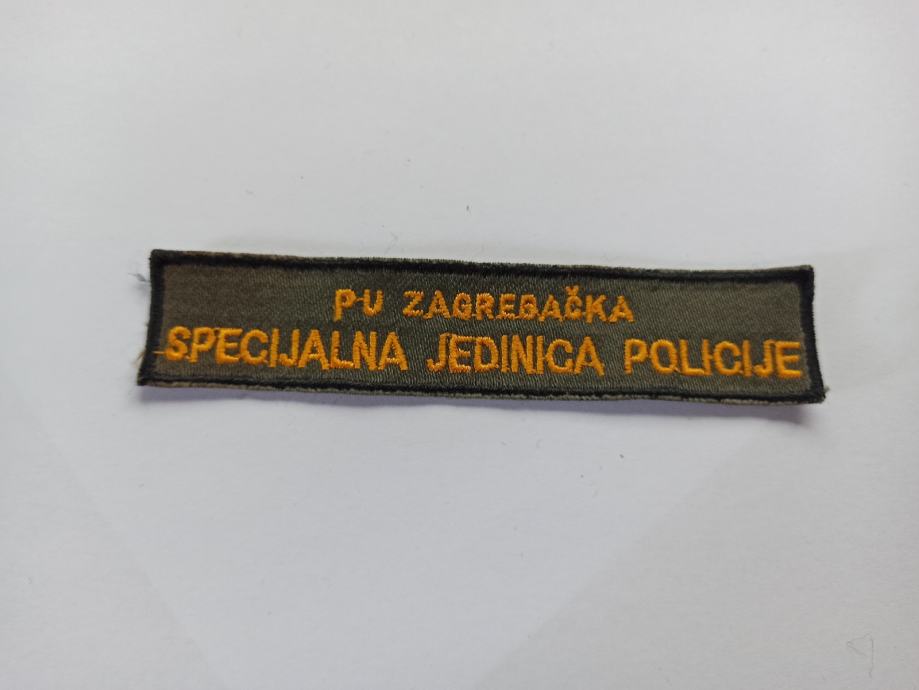 PU ZAGREBAČKA
SPECIJALNA JEDINICA POLICIJE